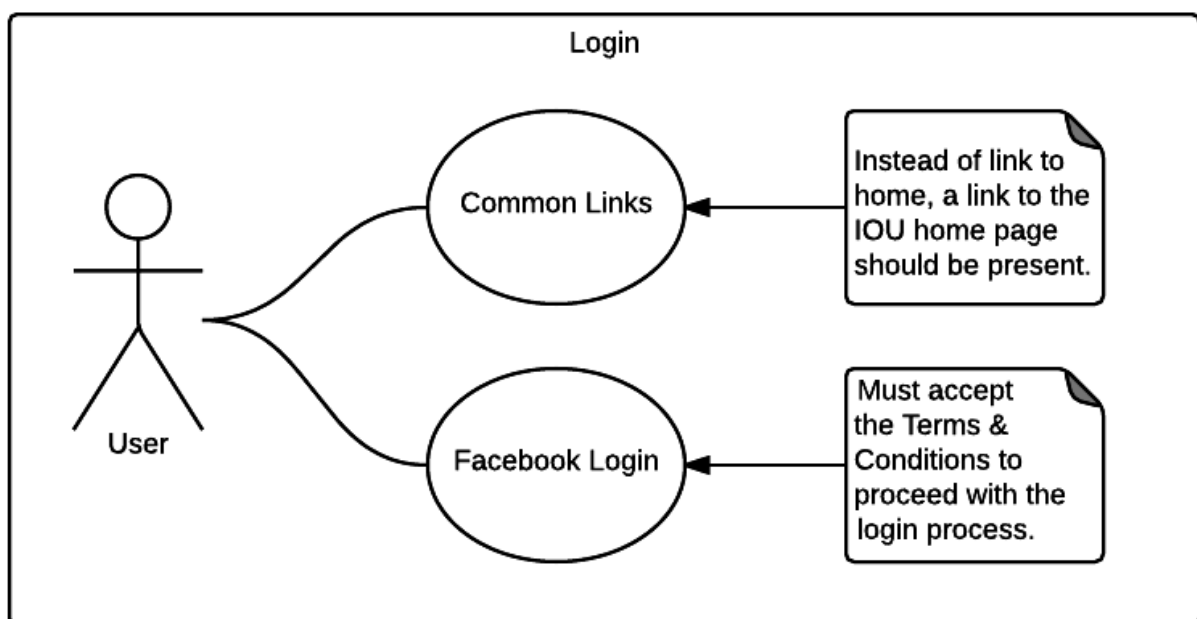 Login
Common Links
Instead of link to
home, a link to the
IOU home page
should be present.
User
Facebook Login
Must accept
the Terms &
Conditions to
proceed with the
login process.